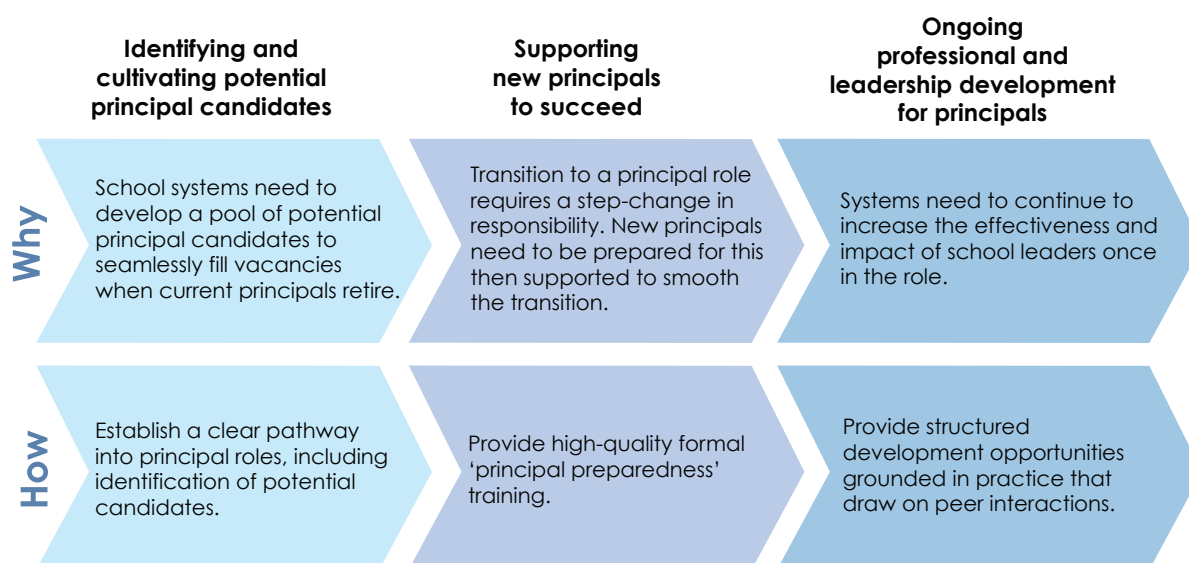 Identifying and
cultivating potential
principal candidates
Supporting
new principals
to succeed
Ongoing
professional and
leadership development
for principals
Why
School systems need to
develop a pool of potential
principal candidates to
seamlessly fill vacancies
when current principals retire.
Transition to a principal role
requires a step-change in
responsibility. New principals
need to be prepared for this
then supported to smooth
the transition.
Systems need to continue to
increase the effectiveness and
impact of school leaders once
in the role.
How
Establish a clear pathway
into principal roles, including
identification of potential
candidates.
Provide high-quality formal
‘principal preparedness’
training.
Provide structured
development opportunities
grounded in practice that
draw on peer interactions.